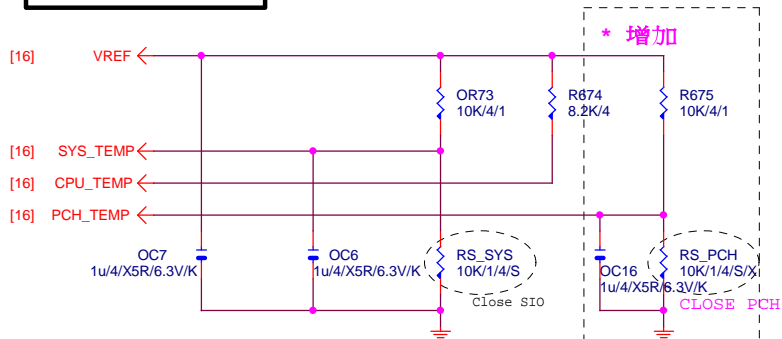 * 增加
[16] VREF
OR73
10K/4/1
R674
8.2K/4
R675
10K/4/1
[16] SYS_TEMP
[16] CPU_TEMP
[16] PCH_TEMP
OC7
1u/4/X5R/6.3V/K
OC6
1u/4/X5R/6.3V/K
RS_SYS
10K/1/4/S
Close SIO
OC16
1u/4/X5R/6.3V/K
RS_PCH
10K/1/4/S/X
CLOSE PCH